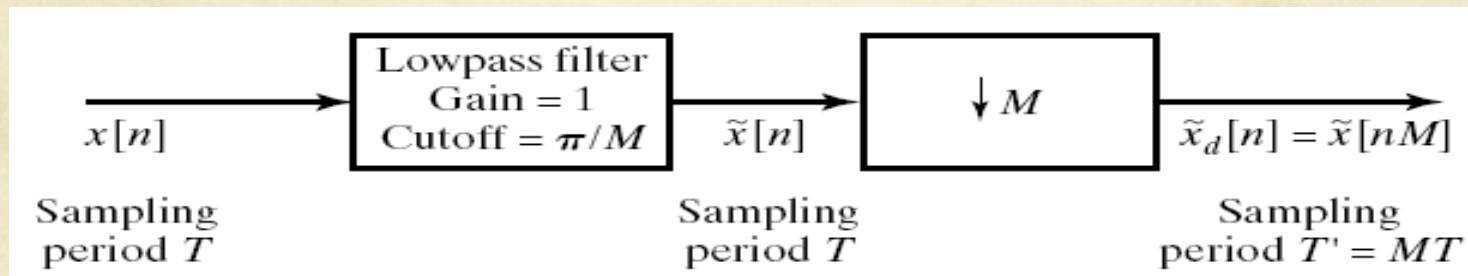 Lowpass filter
Gain = 1
Cutoff = π/M
↓ M
x[n]
x̃[n]
x̃_d[n] = x̃[nM]
Sampling
period T
Sampling
period T
Sampling
period T' = MT